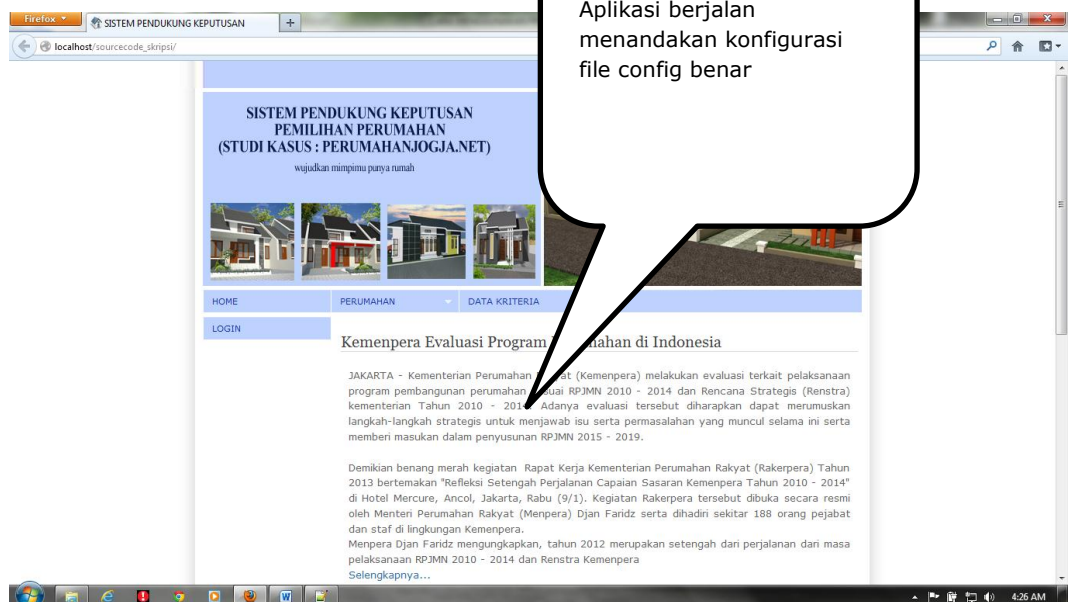 Aplikasi berjalan
menandakan konfigurasi
file config benar
Firefox
SISTEM PENDUKUNG KEPUTUSAN
localhost/sourcecode_skripsi/
SISTEM PENDUKUNG KEPUTUSAN
PEMILIHAN PERUMAHAN
(STUDI KASUS : PERUMAHANJOGJA.NET)
wujudkan mimpimu punya rumah
HOME PERUMAHAN DATA KRITERIA
LOGIN
Kemenpera Evaluasi Program di Indonesia
JAKARTA - Kementerian Perumahan (Kemenpera) melakukan evaluasi terkait pelaksanaan
program pembangunan perumahan RPJMN 2010 - 2014 dan Rencana Strategis (Renstra)
kementerian Tahun 2010 - Adanya evaluasi tersebut diharapkan dapat merumuskan
langkah-langkah strategis untuk menjawab isu serta permasalahan yang muncul selama ini serta
memberi masukan dalam penyusunan RPJMN 2015 - 2019.
Demikian benang merah kegiatan Rapat Kerja Kementerian Perumahan Rakyat (Rakerpera) Tahun
2013 bertemakan "Refleksi Setengah Perjalanan Capaian Sasaran Kemenpera Tahun 2010 - 2014"
di Hotel Mercure, Ancol, Jakarta, Rabu (9/1). Kegiatan Rakerpera tersebut dibuka secara resmi
oleh Menteri Perumahan Rakyat (Menpera) Djan Faridz serta dihadiri sekitar 188 orang pejabat
dan staf di lingkungan Kemenpera.
Menpera Djan Faridz mengungkapkan, tahun 2012 merupakan setengah dari perjalanan dari masa
pelaksanaan RPJMN 2010 - 2014 dan Renstra Kemenpera
Selengkapnya...
4:26 AM